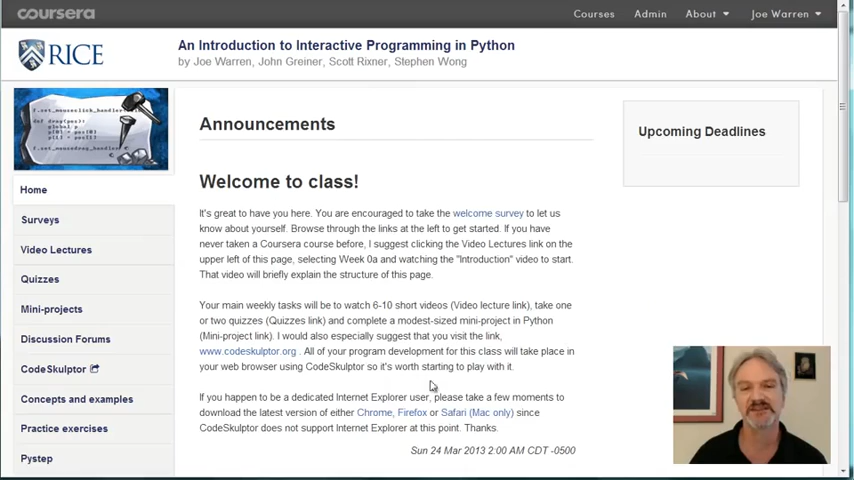 coursera
Courses Admin About Joe Warren
RICE
An Introduction to Interactive Programming in Python
by Joe Warren, John Greiner, Scott Rixner, Stephen Wong
Home
Surveys
Video Lectures
Quizzes
Mini-projects
Discussion Forums
CodeSkulptor
Concepts and examples
Practice exercises
Pystep
Announcements
Welcome to class!
It's great to have you here. You are encouraged to take the welcome survey to let us
know about yourself. Browse through the links at the left to get started. If you have
never taken a Coursera course before, I suggest clicking the Video Lectures link on the
upper left of this page, selecting Week 0a and watching the "Introduction" video to start.
That video will briefly explain the structure of this page.
Your main weekly tasks will be to watch 6-10 short videos (Video lecture link), take one
or two quizzes (Quizzes link) and complete a modest-sized mini-project in Python
(Mini-project link). I would also especially suggest that you visit the link,
www.codeskulptor.org . All of your program development for this class will take place in
your web browser using CodeSkulptor so it's worth starting to play with it.
If you happen to be a dedicated Internet Explorer user, please take a few moments to
download the latest version of either Chrome, Firefox or Safari (Mac only) since
CodeSkulptor does not support Internet Explorer at this point. Thanks.
Sun 24 Mar 2013 2:00 AM CDT -0500
Upcoming Deadlines